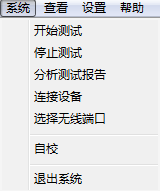 系统 查看 设置 帮助
开始测试
停止测试
分析测试报告
连接设备
选择无线端口
自校
退出系统